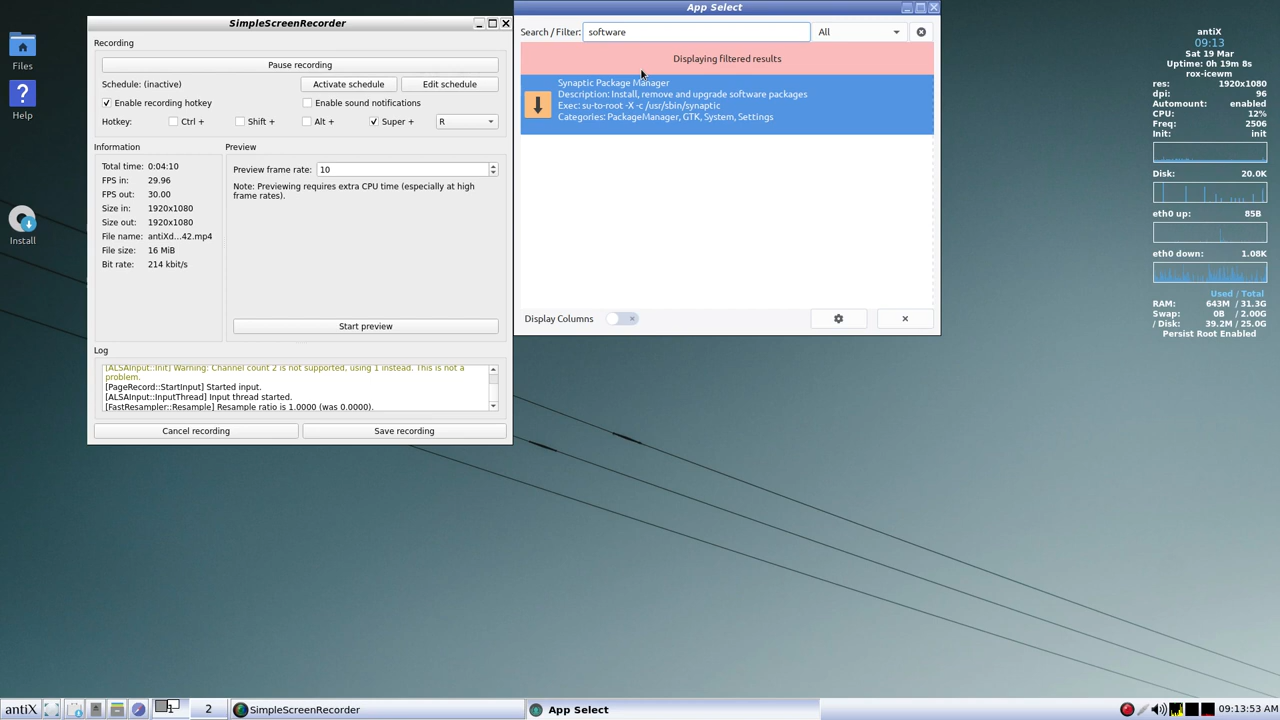 SimpleScreenRecorder
Recording
Pause recording
Schedule: (inactive)
Activate schedule
Edit schedule
Enable recording hotkey
Enable sound notifications
Hotkey:
Ctrl +
Shift +
Alt +
Super +
R
Information
Total time: 0:04:10
FPS in: 29.96
FPS out: 30.00
Size in: 1920x1080
Size out: 1920x1080
File name: antiXd...42.mp4
File size: 16 MiB
Bit rate: 214 kbit/s
Preview
Preview frame rate: 10
Note: Previewing requires extra CPU time (especially at high
frame rates).
Start preview
Log
[ALSAInput::Init] Warning: Channel count 2 is not supported, using 1 instead. This is not a
problem.
[PageRecord::StartInput] Started input.
[ALSAInput::InputThread] Input thread started.
[FastResampler::Resample] Resample ratio is 1.0000 (was 0.0000).
Cancel recording
Save recording
App Select
Search / Filter: software
All
Displaying filtered results
Synaptic Package Manager
Description: Install, remove and upgrade software packages
Exec: su-to-root -X -c /usr/sbin/synaptic
Categories: PackageManager, GTK, System, Settings
Display Columns
Files
Help
Install
antiX
09:13
Sat 19 Mar
Uptime: 0h 19m 8s
rox-icewm
res: 1920x1080
dpi: 96
Automount: enabled
CPU: 12%
Freq: 2506
Init: init
Disk: 20.0K
eth0 up: 85B
eth0 down: 1.08K
Used / Total
RAM: 643M / 31.3G
Swap: 0B / 2.00G
/ Disk: 39.2M / 25.0G
Persist Root Enabled
antiX
1
2
SimpleScreenRecorder
App Select
09:13:53 AM